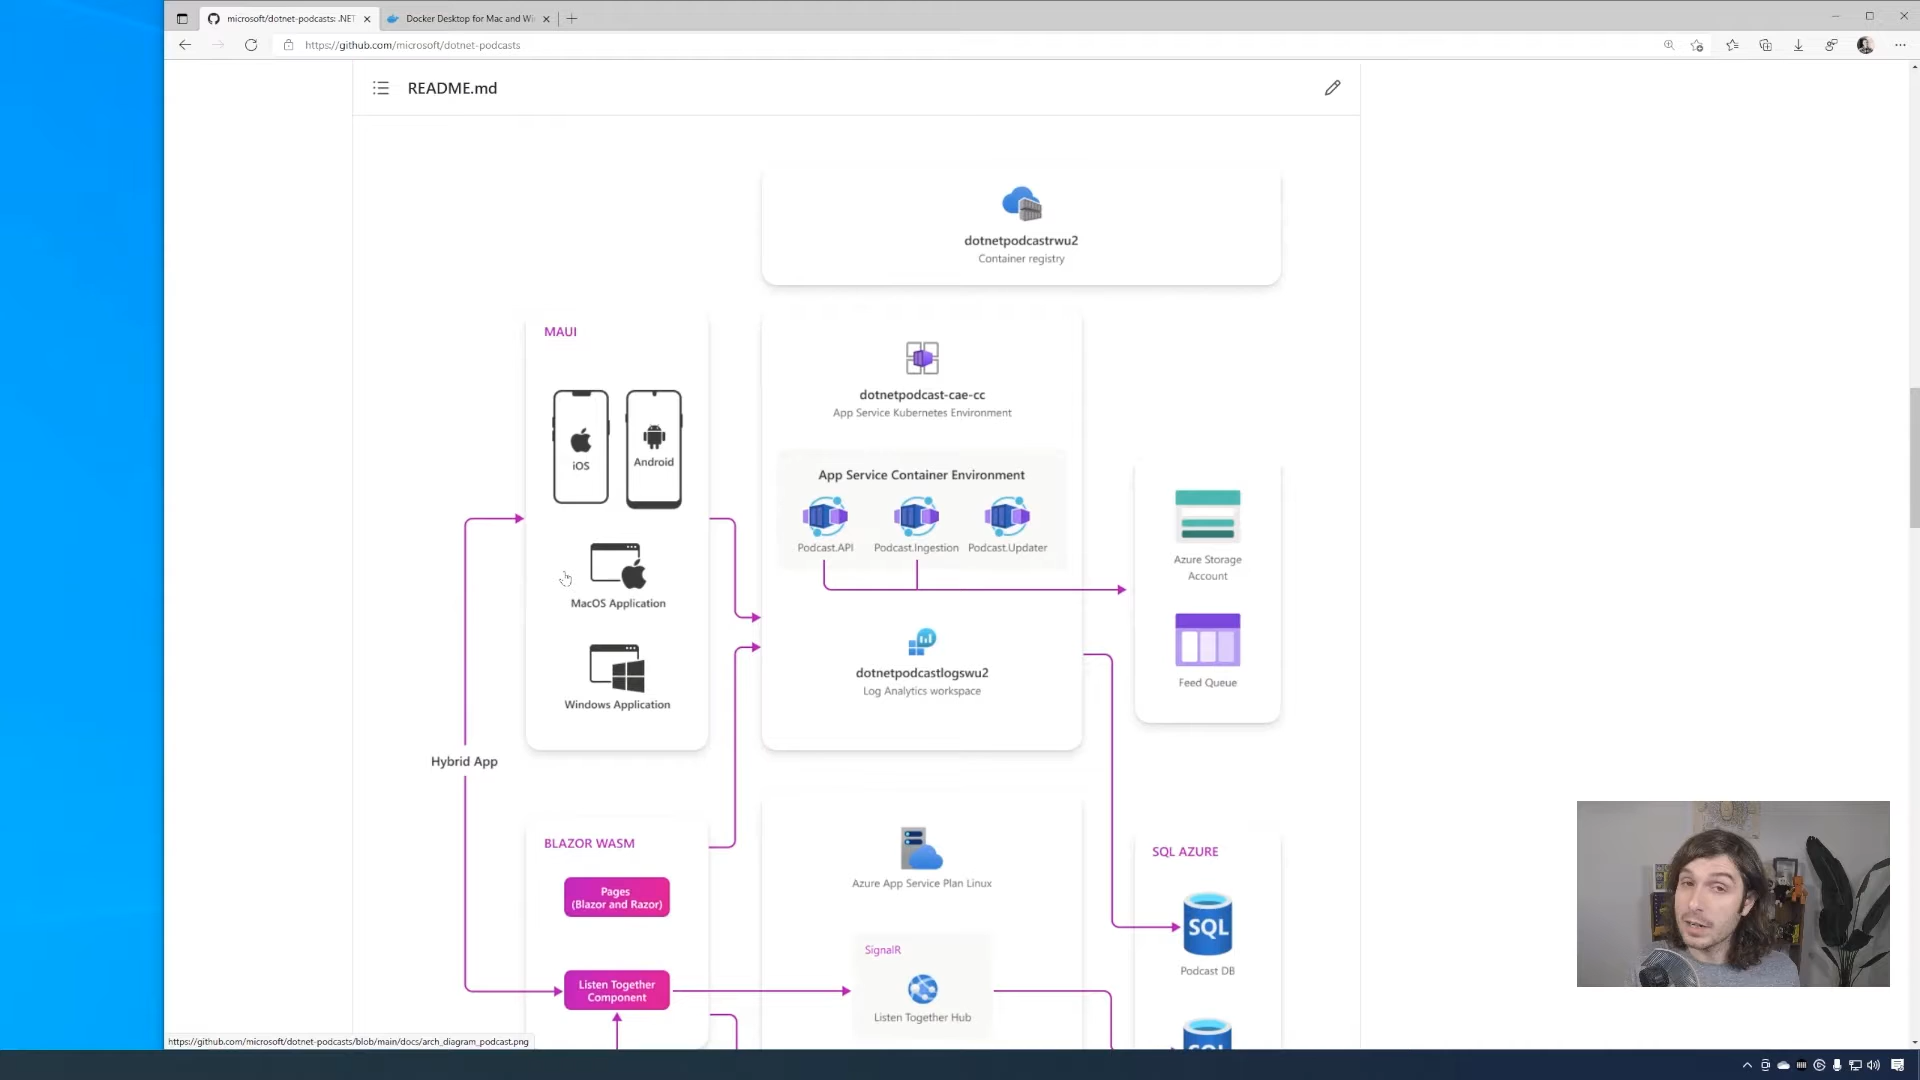 microsoft/dotnet-podcasts: .NET
Docker Desktop for Mac and Wi
https://github.com/microsoft/dotnet-podcasts
README.md
dotnetpodcastrwu2
Container registry
MAUI
iOS
Android
MacOS Application
Windows Application
dotnetpodcast-cae-cc
App Service Kubernetes Environment
App Service Container Environment
Podcast.API
Podcast.Ingestion
Podcast.Updater
dotnetpodcastlogswu2
Log Analytics workspace
Azure Storage
Account
Feed Queue
Hybrid App
BLAZOR WASM
Pages
(Blazor and Razor)
Listen Together
Component
Azure App Service Plan Linux
SignalR
Listen Together Hub
SQL AZURE
SQL
Podcast DB
SQL
https://github.com/microsoft/dotnet-podcasts/blob/main/docs/arch_diagram_podcast.png